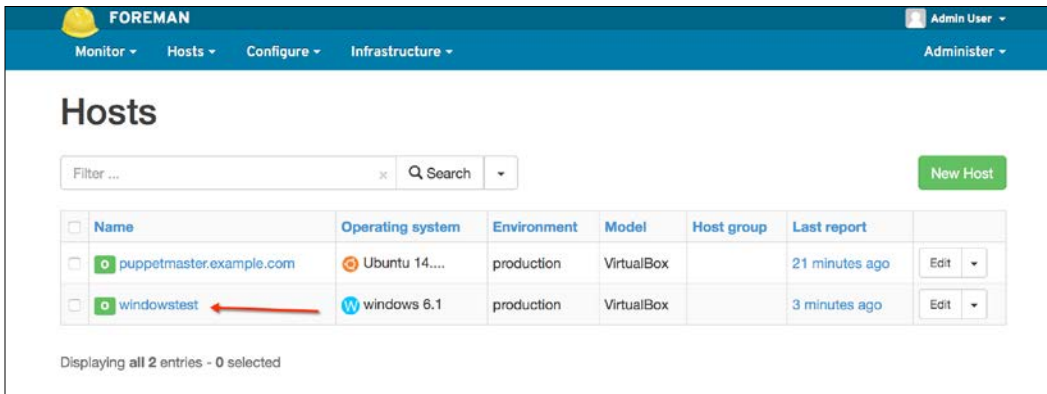 FOREMAN Admin User
Monitor Hosts Configure Infrastructure Administer
Hosts
Filter ... × Search New Host
Name Operating system Environment Model Host group Last report
O puppetmaster.example.com Ubuntu 14.... production VirtualBox 21 minutes ago Edit
O windowstest W windows 6.1 production VirtualBox 3 minutes ago Edit
Displaying all 2 entries - 0 selected